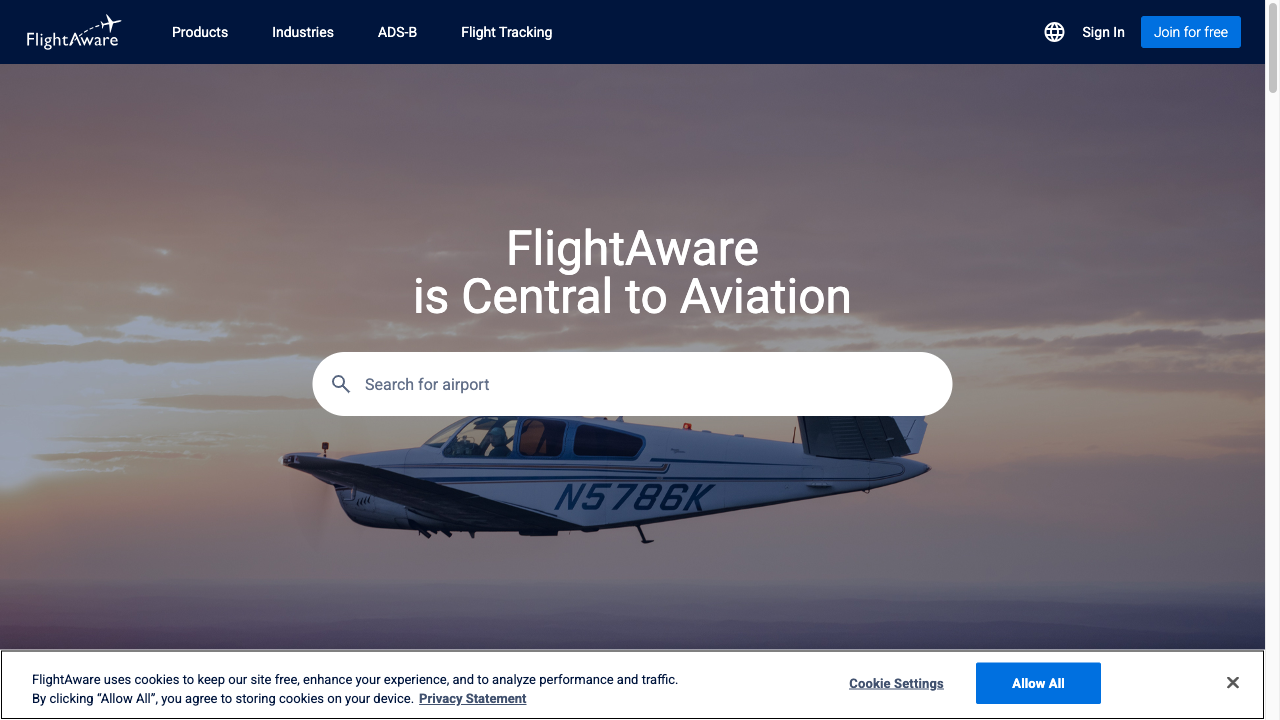 FlightAware
Products
Industries
ADS-B
Flight Tracking
Sign In
Join for free
FlightAware
is Central to Aviation
Search for airport
N5786K
FlightAware uses cookies to keep our site free, enhance your experience, and to analyze performance and traffic.
By clicking “Allow All”, you agree to storing cookies on your device. Privacy Statement
Cookie Settings
Allow All